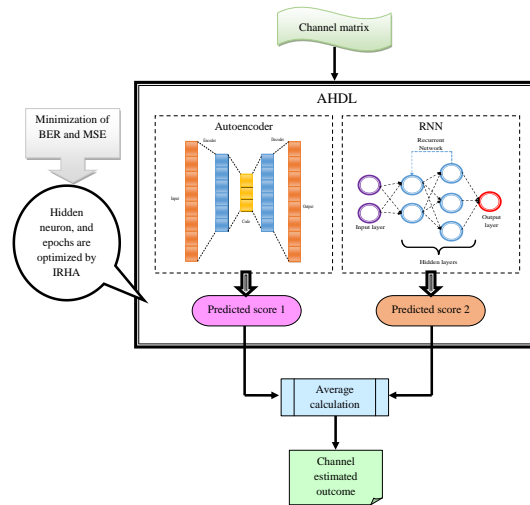 Channel matrix
AHDL
Minimization of
BER and MSE
Hidden
neuron, and
epochs are
optimized by
IRHA
Autoencoder
Encoder
Decoder
Input
Code
Output
RNN
Recurrent
Network
Input layer
Output
layer
Hidden layers
Predicted score 1
Predicted score 2
Average
calculation
Channel
estimated
outcome